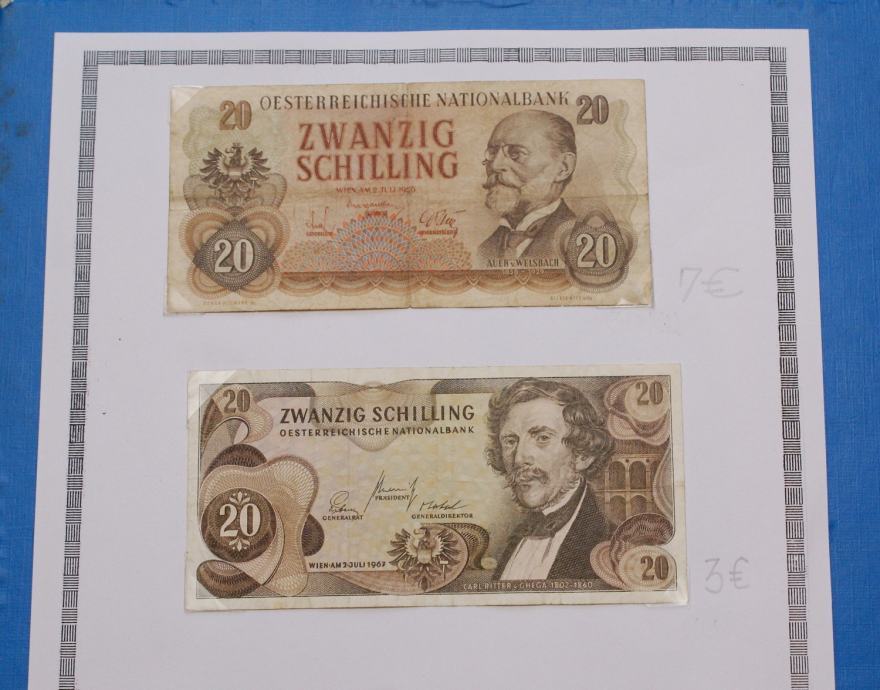 20 OESTERREICHISCHE NATIONALBANK 20
ZWANZIG
SCHILLING
WIEN AM 2. JULI 1956
20
AUER v. WELSBACH
20
7€
20
ZWANZIG SCHILLING
OESTERREICHISCHE NATIONALBANK
20
PRÄSIDENT
GENERALRAT
GENERALDIREKTOR
20
WIEN·AM 2·JULI 1967
CARL RITTER v. GHEGA·1802–1860
20
3€